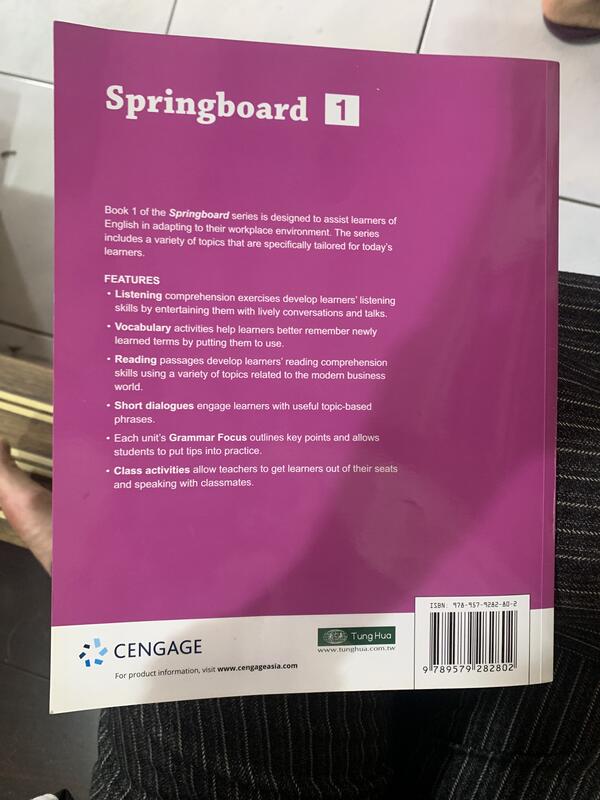 Springboard 1
Book 1 of the Springboard series is designed to assist learners of
English in adapting to their workplace environment. The series
includes a variety of topics that are specifically tailored for today's
learners.
FEATURES
• Listening comprehension exercises develop learners' listening
skills by entertaining them with lively conversations and talks.
• Vocabulary activities help learners better remember newly
learned terms by putting them to use.
• Reading passages develop learners' reading comprehension
skills using a variety of topics related to the modern business
world.
• Short dialogues engage learners with useful topic-based
phrases.
• Each unit's Grammar Focus outlines key points and allows
students to put tips into practice.
• Class activities allow teachers to get learners out of their seats
and speaking with classmates.
CENGAGE
For product information, visit www.cengageasia.com
Tung Hua
www.tunghua.com.tw
ISBN: 978-957-9282-80-2
9 789579 282802